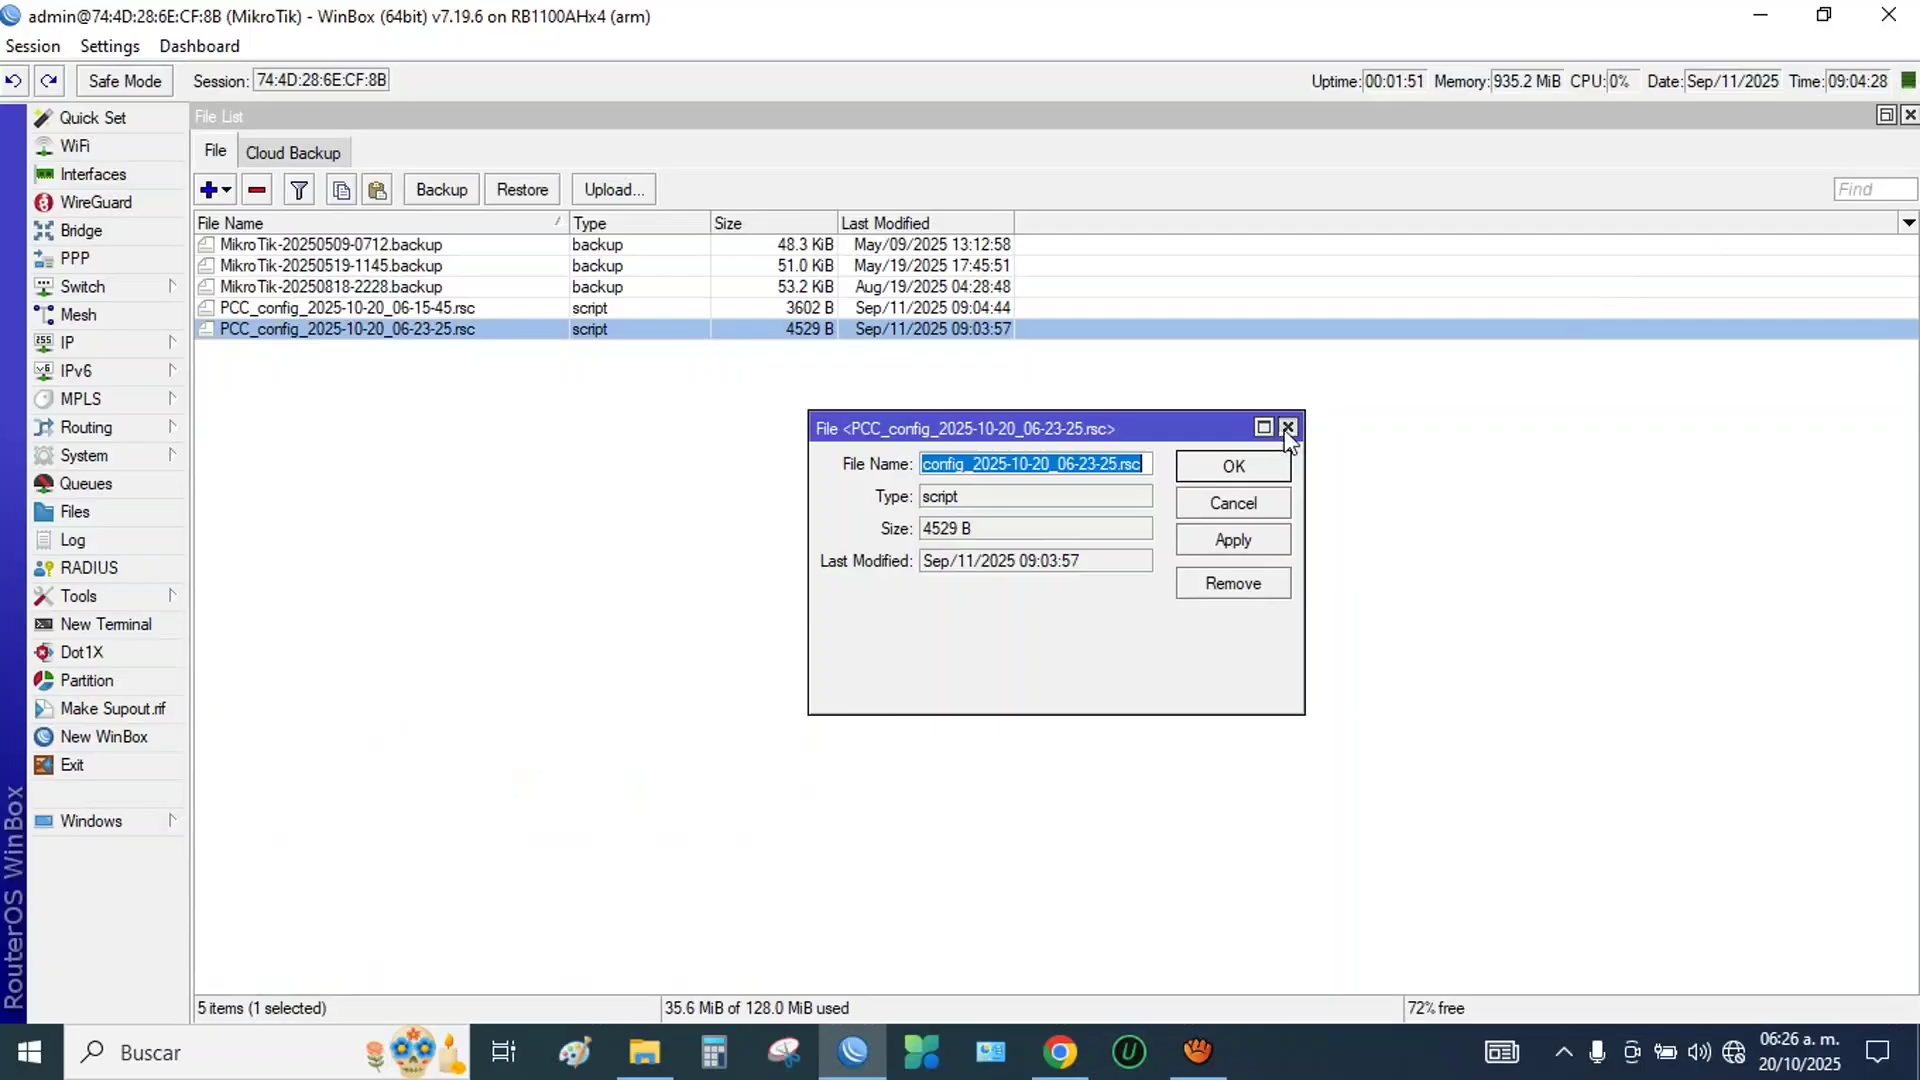 admin@74:4D:28:6E:CF:8B (MikroTik) - WinBox (64bit) v7.19.6 on RB1100AHx4 (arm)
Session Settings Dashboard
Safe Mode Session: 74:4D:28:6E:CF:8B Uptime: 00:01:51 Memory: 935.2 MiB CPU: 0% Date: Sep/11/2025 Time: 09:04:28
Quick Set
WiFi
Interfaces
WireGuard
Bridge
PPP
Switch
Mesh
IP
IPv6
MPLS
Routing
System
Queues
Files
Log
RADIUS
Tools
New Terminal
Dot1X
Partition
Make Supout.rif
New WinBox
Exit
Windows
RouterOS WinBox
File List
File Cloud Backup
Backup Restore Upload... Find
File Name Type Size Last Modified
MikroTik-20250509-0712.backup backup 48.3 KiB May/09/2025 13:12:58
MikroTik-20250519-1145.backup backup 51.0 KiB May/19/2025 17:45:51
MikroTik-20250818-2228.backup backup 53.2 KiB Aug/19/2025 04:28:48
PCC_config_2025-10-20_06-15-45.rsc script 3602 B Sep/11/2025 09:04:44
PCC_config_2025-10-20_06-23-25.rsc script 4529 B Sep/11/2025 09:03:57
File <PCC_config_2025-10-20_06-23-25.rsc>
File Name: config_2025-10-20_06-23-25.rsc OK
Type: script Cancel
Size: 4529 B Apply
Last Modified: Sep/11/2025 09:03:57
Remove
5 items (1 selected) 35.6 MiB of 128.0 MiB used 72% free
Buscar
06:26 a. m.
20/10/2025